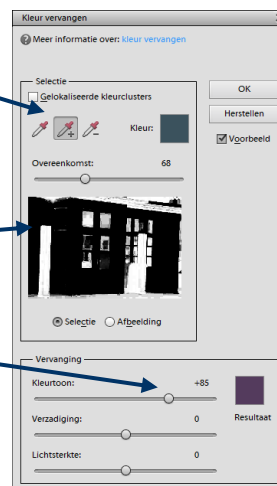 Kleur vervangen
Meer informatie over: kleur vervangen
Selectie
OK
Gelokaliseerde kleurclusters
Herstellen
Kleur:
Voorbeeld
Overeenkomst: 68
Selectie Afbeelding
Vervanging
Kleurtoon: +85
Verzadiging: 0 Resultaat
Lichtsterkte: 0